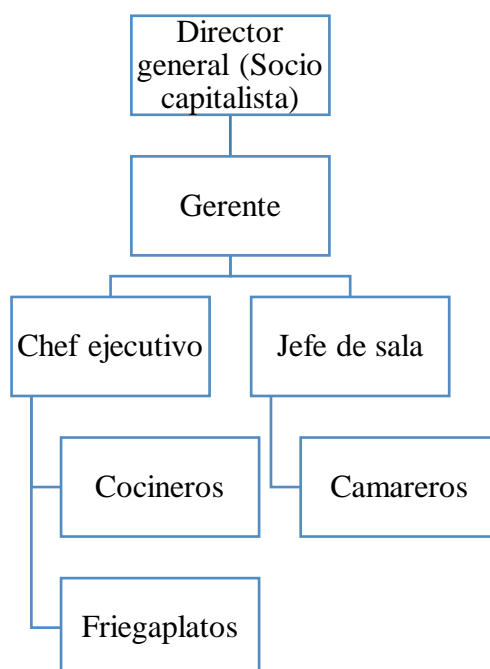 Director
general (Socio
capitalista)
Gerente
Chef ejecutivo
Jefe de sala
Cocineros
Camareros
Friegaplatos